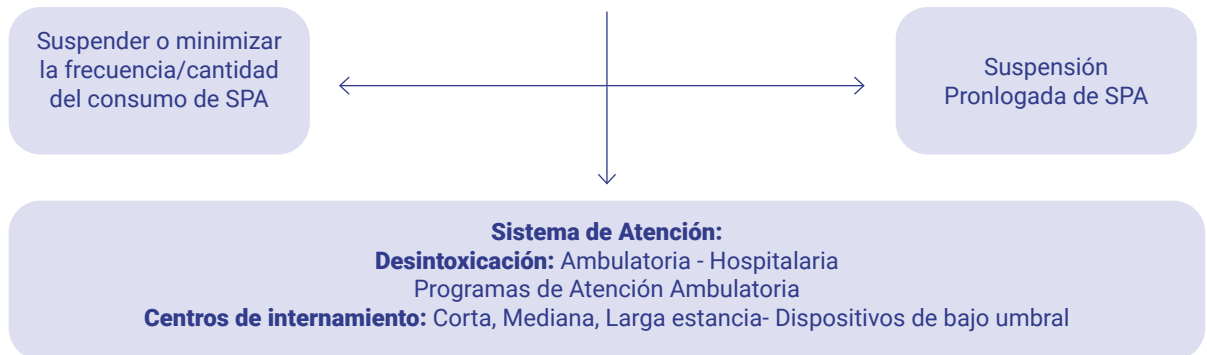 Suspender o minimizar
la frecuencia/cantidad
del consumo de SPA
Suspensión
Pronlogada de SPA
Sistema de Atención:
Desintoxicación: Ambulatoria - Hospitalaria
Programas de Atención Ambulatoria
Centros de internamiento: Corta, Mediana, Larga estancia- Dispositivos de bajo umbral